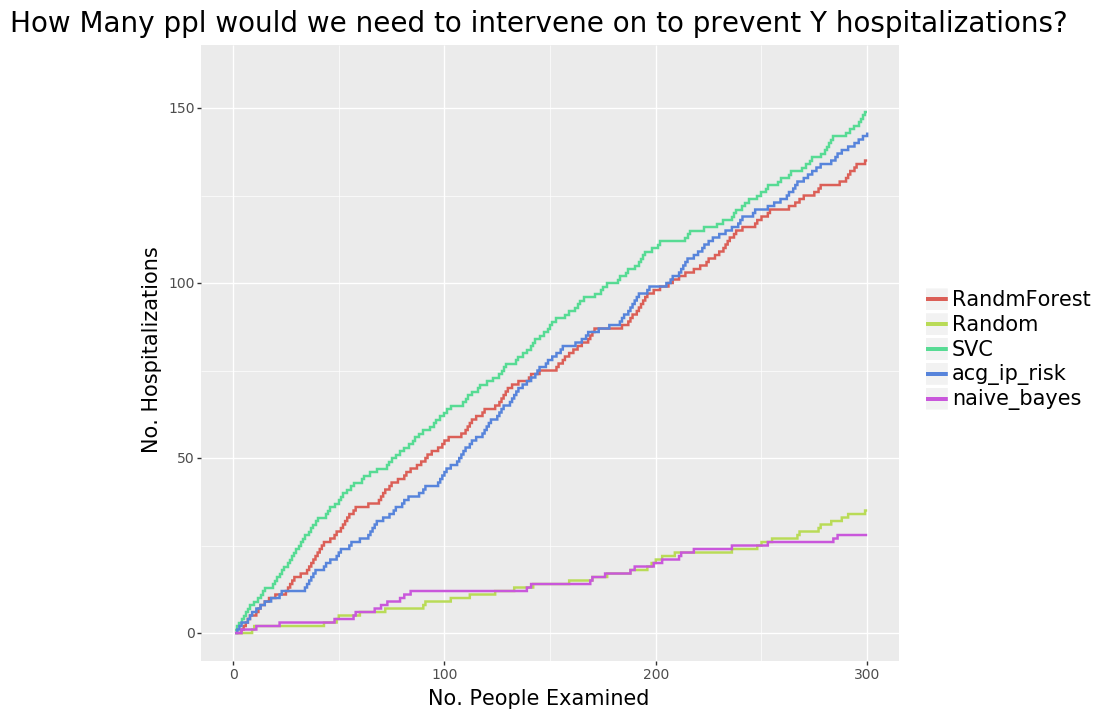 How Many ppl would we need to intervene on to prevent Y hospitalizations?
150
100
50
0
No. Hospitalizations
0
100
200
300
No. People Examined
RandmForest
Random
SVC
acg_ip_risk
naive_bayes